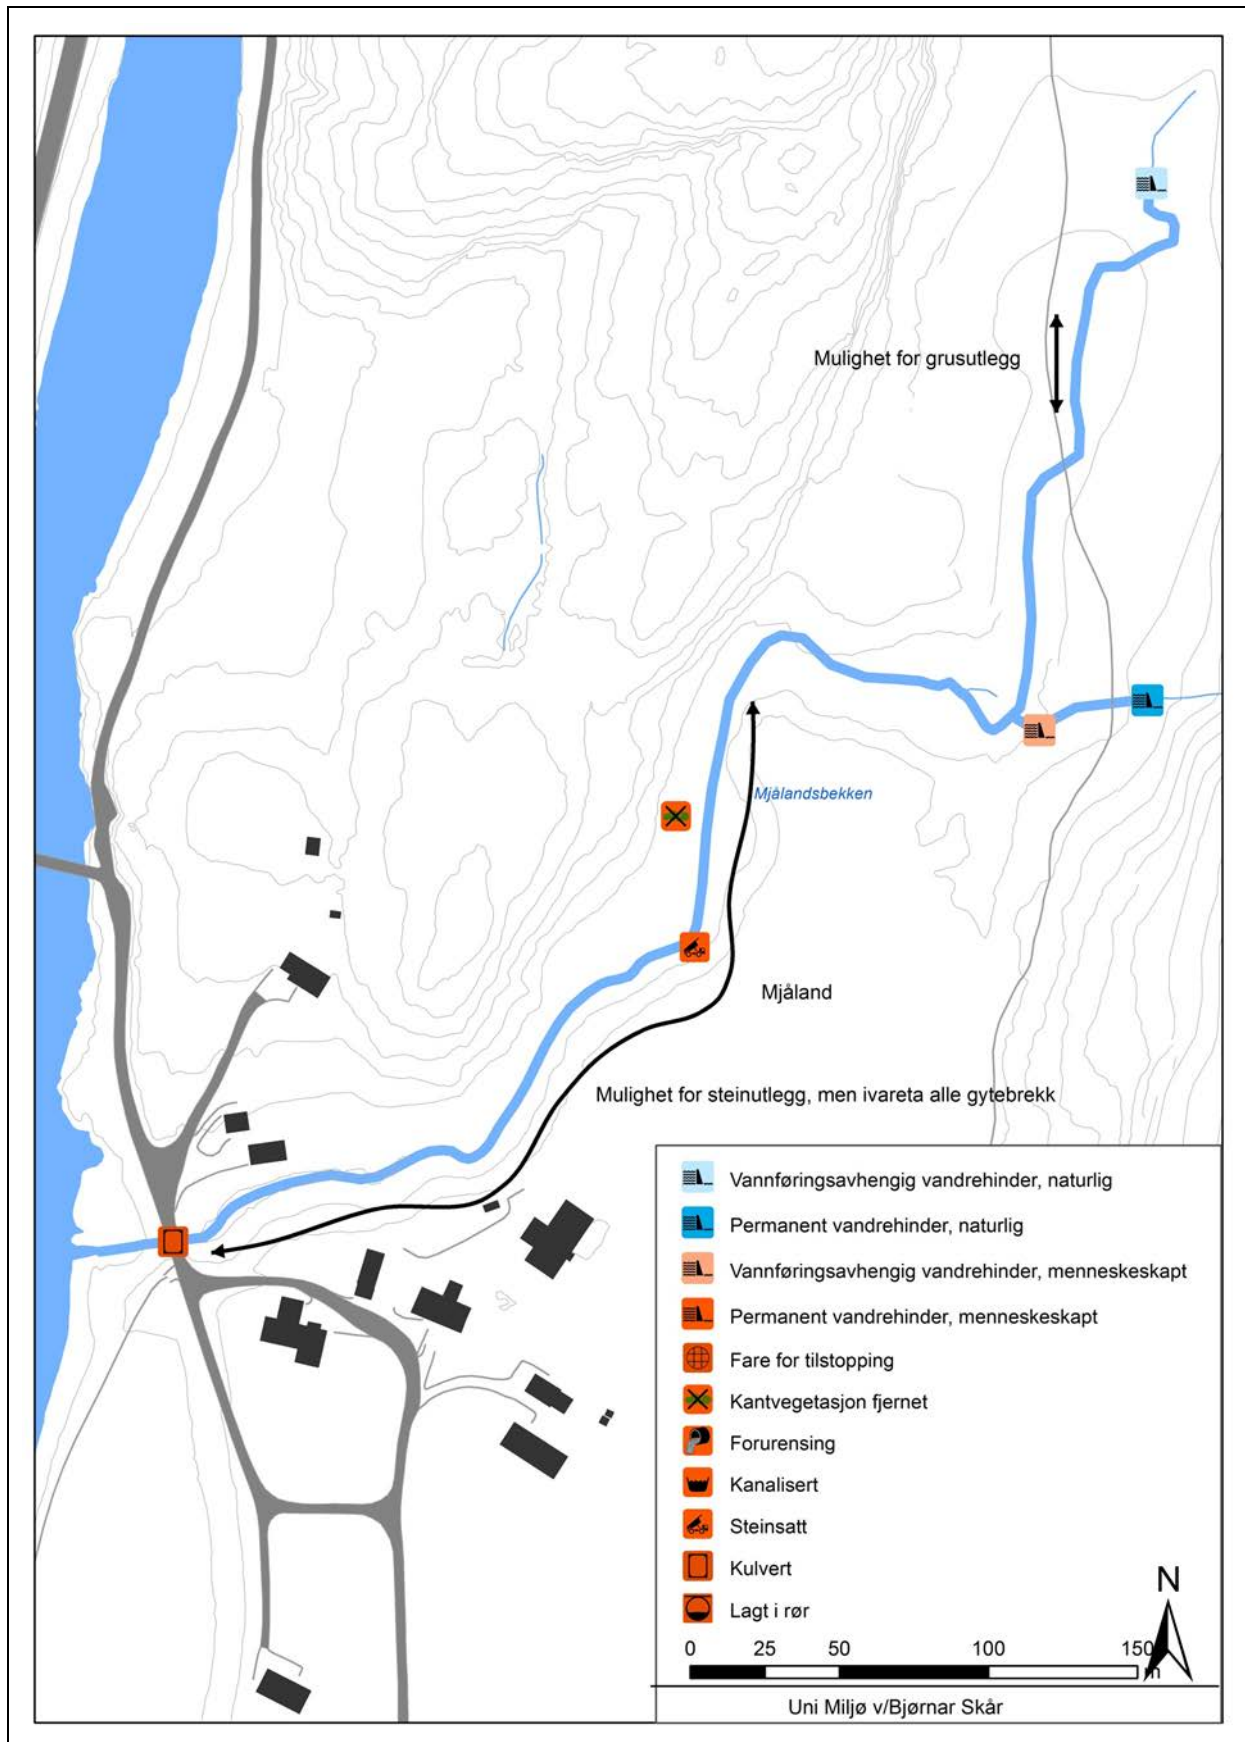 Mulighet for grusutlegg
Mjålandsbekken
Mjåland
Mulighet for steinutlegg, men ivareta alle gytebrekk
Vannføringsavhengig vandrehinder, naturlig
Permanent vandrehinder, naturlig
Vannføringsavhengig vandrehinder, menneskeskapt
Permanent vandrehinder, menneskeskapt
Fare for tilstopping
Kantvegetasjon fjernet
Forurensing
Kanalisert
Steinsatt
Kulvert
Lagt i rør
N
0 25 50 100 150
m
Uni Miljø v/Bjørnar Skår